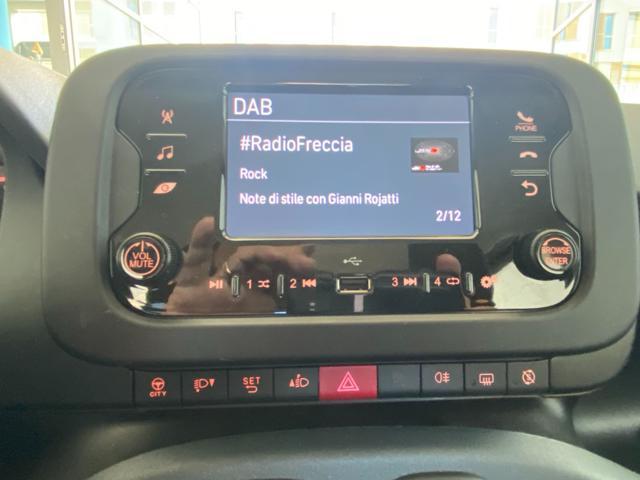 DAB
#RadioFreccia
Rock
Note di stile con Gianni Rojatti
2/12
PHONE
VOL
MUTE
BROWSE
ENTER
1
2
3
4
CITY
SET